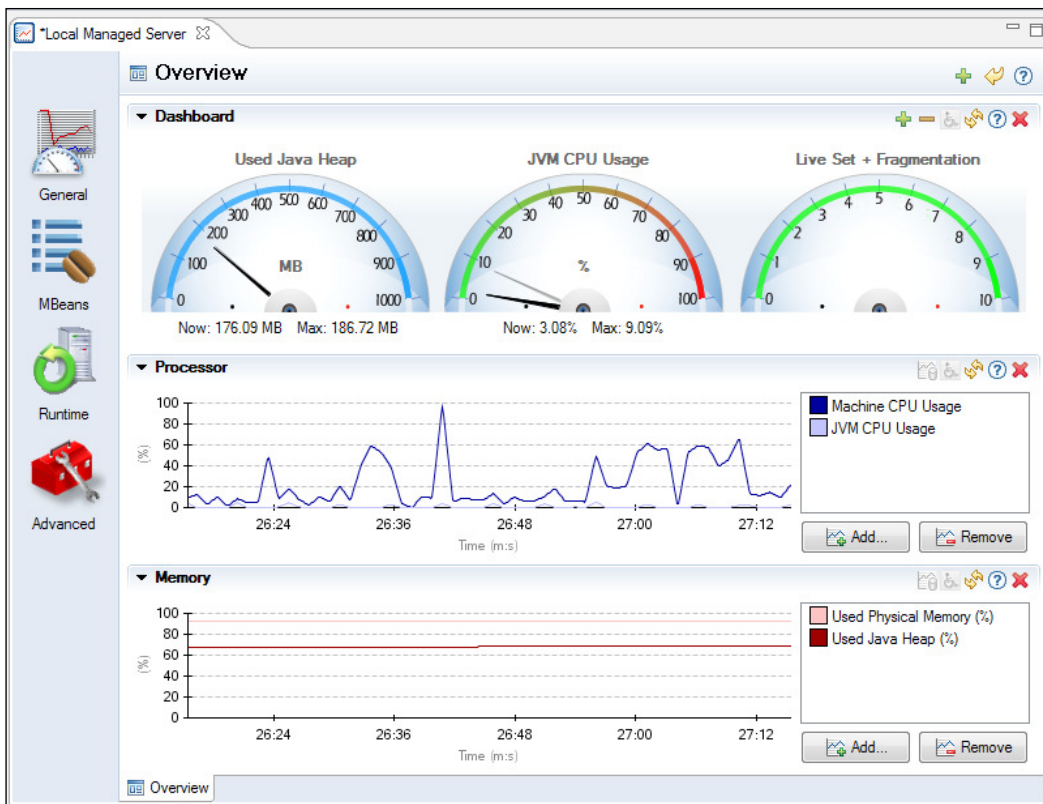 *Local Managed Server
Overview
General
MBeans
Runtime
Advanced
Dashboard
Used Java Heap
0 100 200 300 400 500 600 700 800 900 1000
MB
Now: 176.09 MB Max: 186.72 MB
JVM CPU Usage
0 10 20 30 40 50 60 70 80 90 100
%
Now: 3.08% Max: 9.09%
Live Set + Fragmentation
0 1 2 3 4 5 6 7 8 9 10
Processor
100
80
60
40
20
0
(%)
26:24 26:36 26:48 27:00 27:12
Time (m:s)
Machine CPU Usage
JVM CPU Usage
Add... Remove
Memory
100
80
60
40
20
0
(%)
26:24 26:36 26:48 27:00 27:12
Time (m:s)
Used Physical Memory (%)
Used Java Heap (%)
Add... Remove
Overview